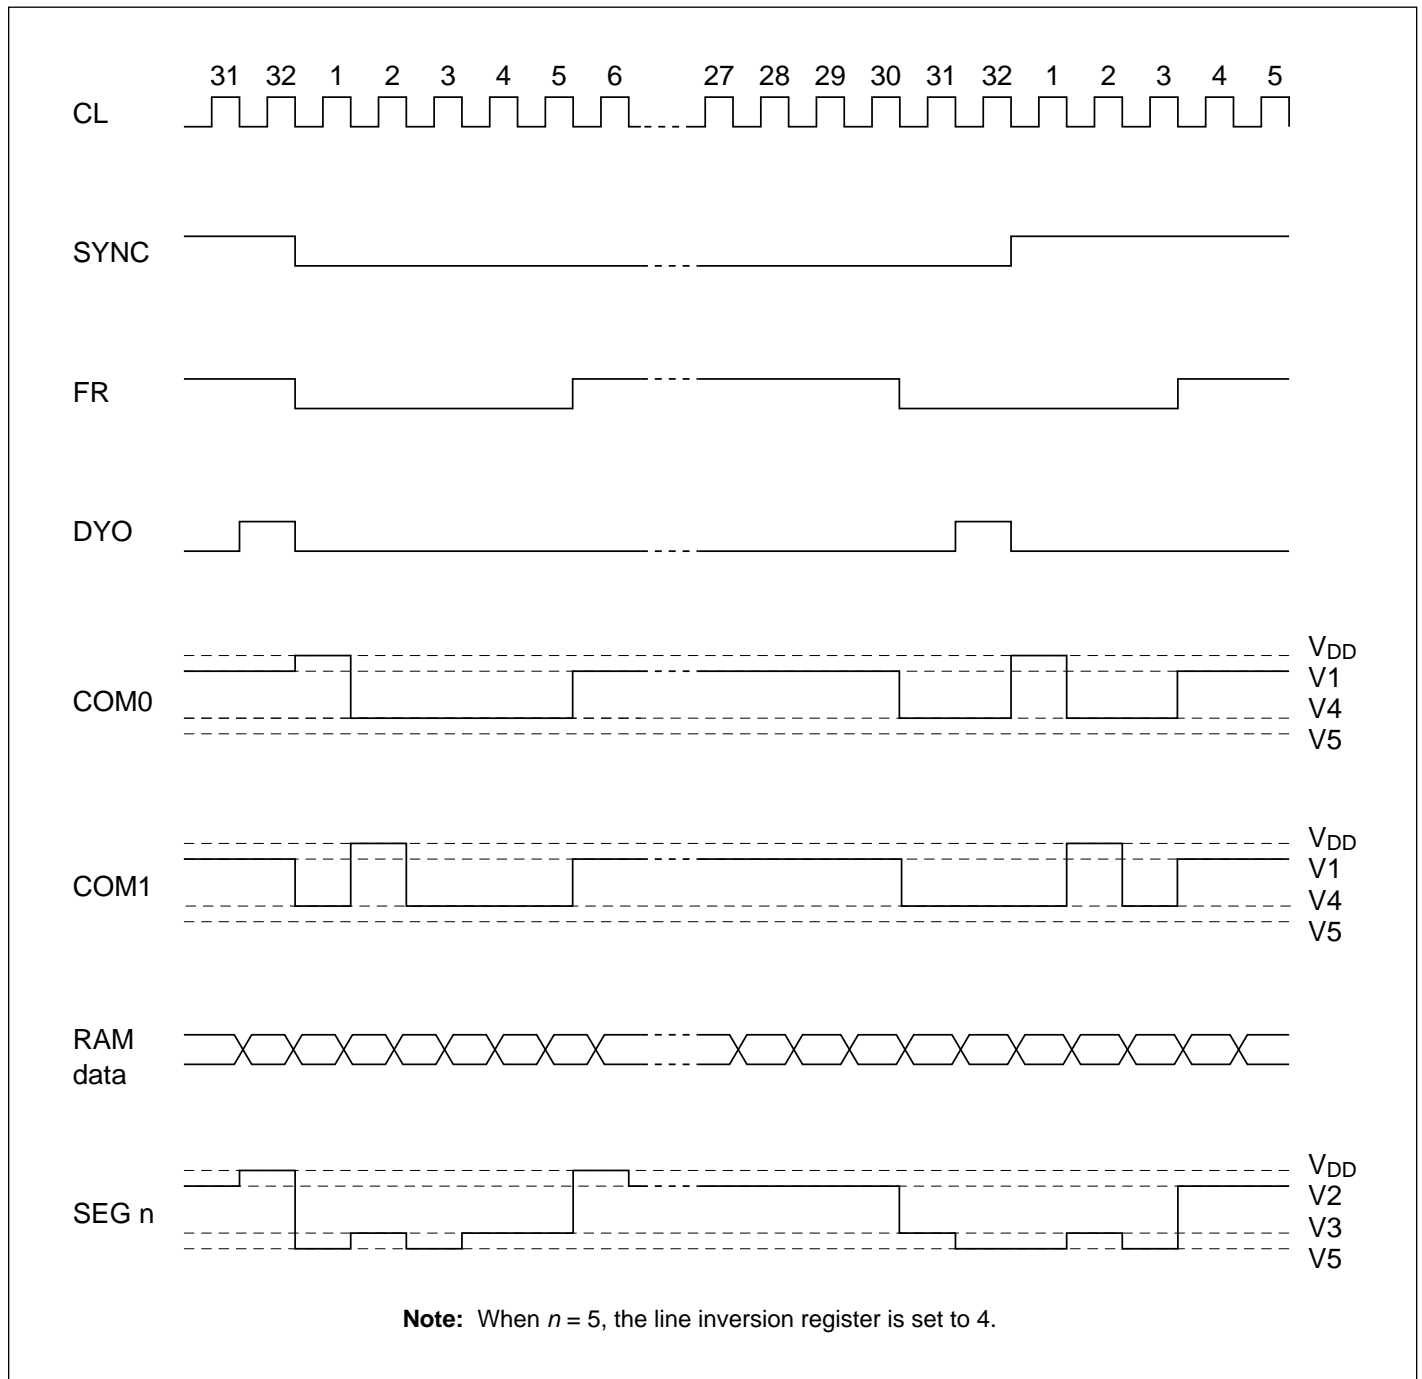 31 32 1 2 3 4 5 6 27 28 29 30 31 32 1 2 3 4 5
CL
SYNC
FR
DYO
COM0
VDD
V1
V4
V5
COM1
VDD
V1
V4
V5
RAM
data
SEG n
VDD
V2
V3
V5
Note: When n = 5, the line inversion register is set to 4.